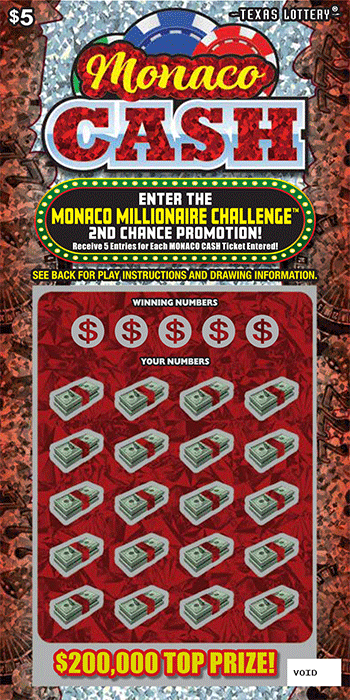 $5
TEXAS LOTTERY®
Monaco
CASH
ENTER THE
MONACO MILLIONAIRE CHALLENGE™
2ND CHANCE PROMOTION!
Receive 5 Entries for Each MONACO CASH Ticket Entered!
SEE BACK FOR PLAY INSTRUCTIONS AND DRAWING INFORMATION.
WINNING NUMBERS
$ $ $ $ $
YOUR NUMBERS
$200,000 TOP PRIZE!
VOID